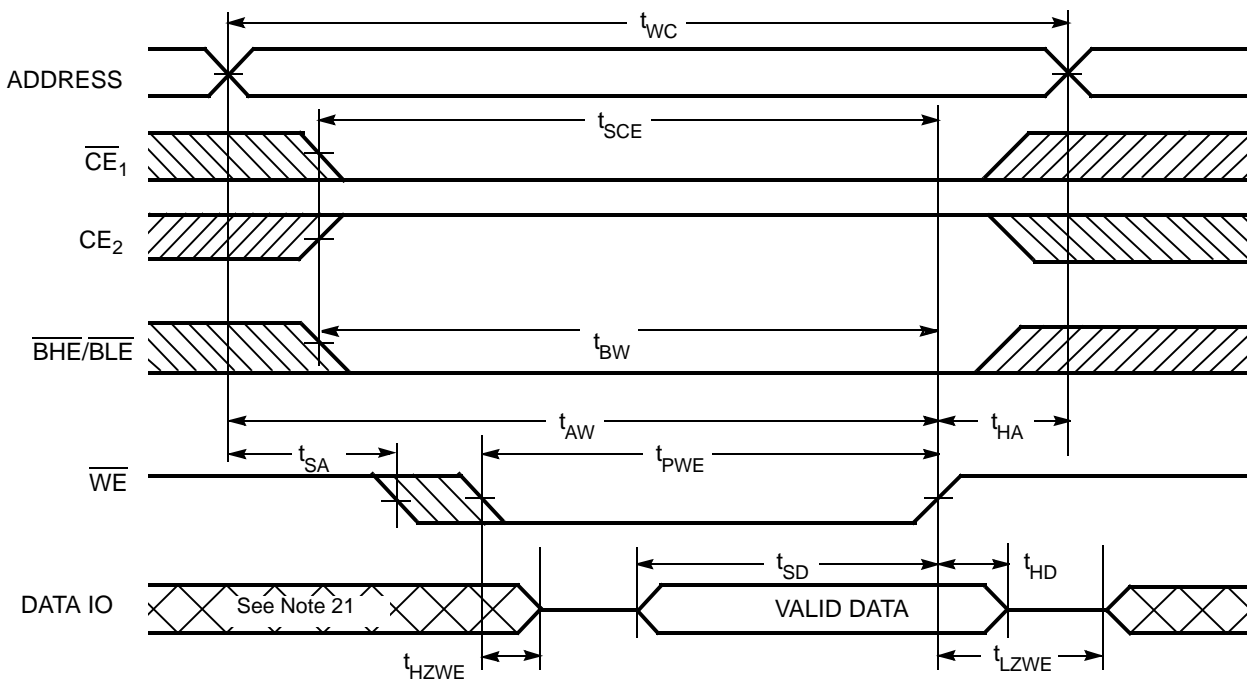 tWC
ADDRESS
tSCE
CE1
CE2
BHE/BLE
tBW
tAW
tHA
tSA
tPWE
WE
tSD
tHD
DATA IO
See Note 21
VALID DATA
tHZWE
tLZWE